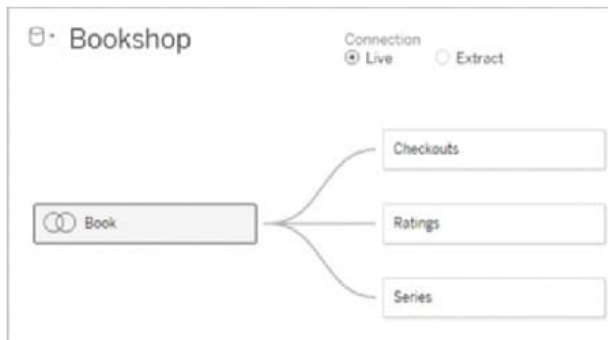 Bookshop
Connection
Live
Extract
Checkouts
Book
Ratings
Series